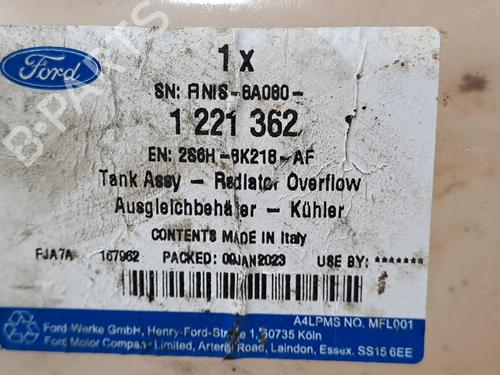 Ford
1 x
SN: FINIS-8A080-
1 221 362
EN: 2S6H-8K218-AF
Tank Assy - Radiator Overflow
Ausgleichbehälter - Kühler
CONTENTS MADE IN Italy
FJA7A 167962 PACKED: 09JAN2023 USE BY: *******
A4LPMS NO. MFL001
Ford-Werke GmbH, Henry-Ford-Straße 1, 50735 Köln
Ford Motor Company Limited, Arterial Road, Laindon, Essex. SS15 6EE
B-PARTS